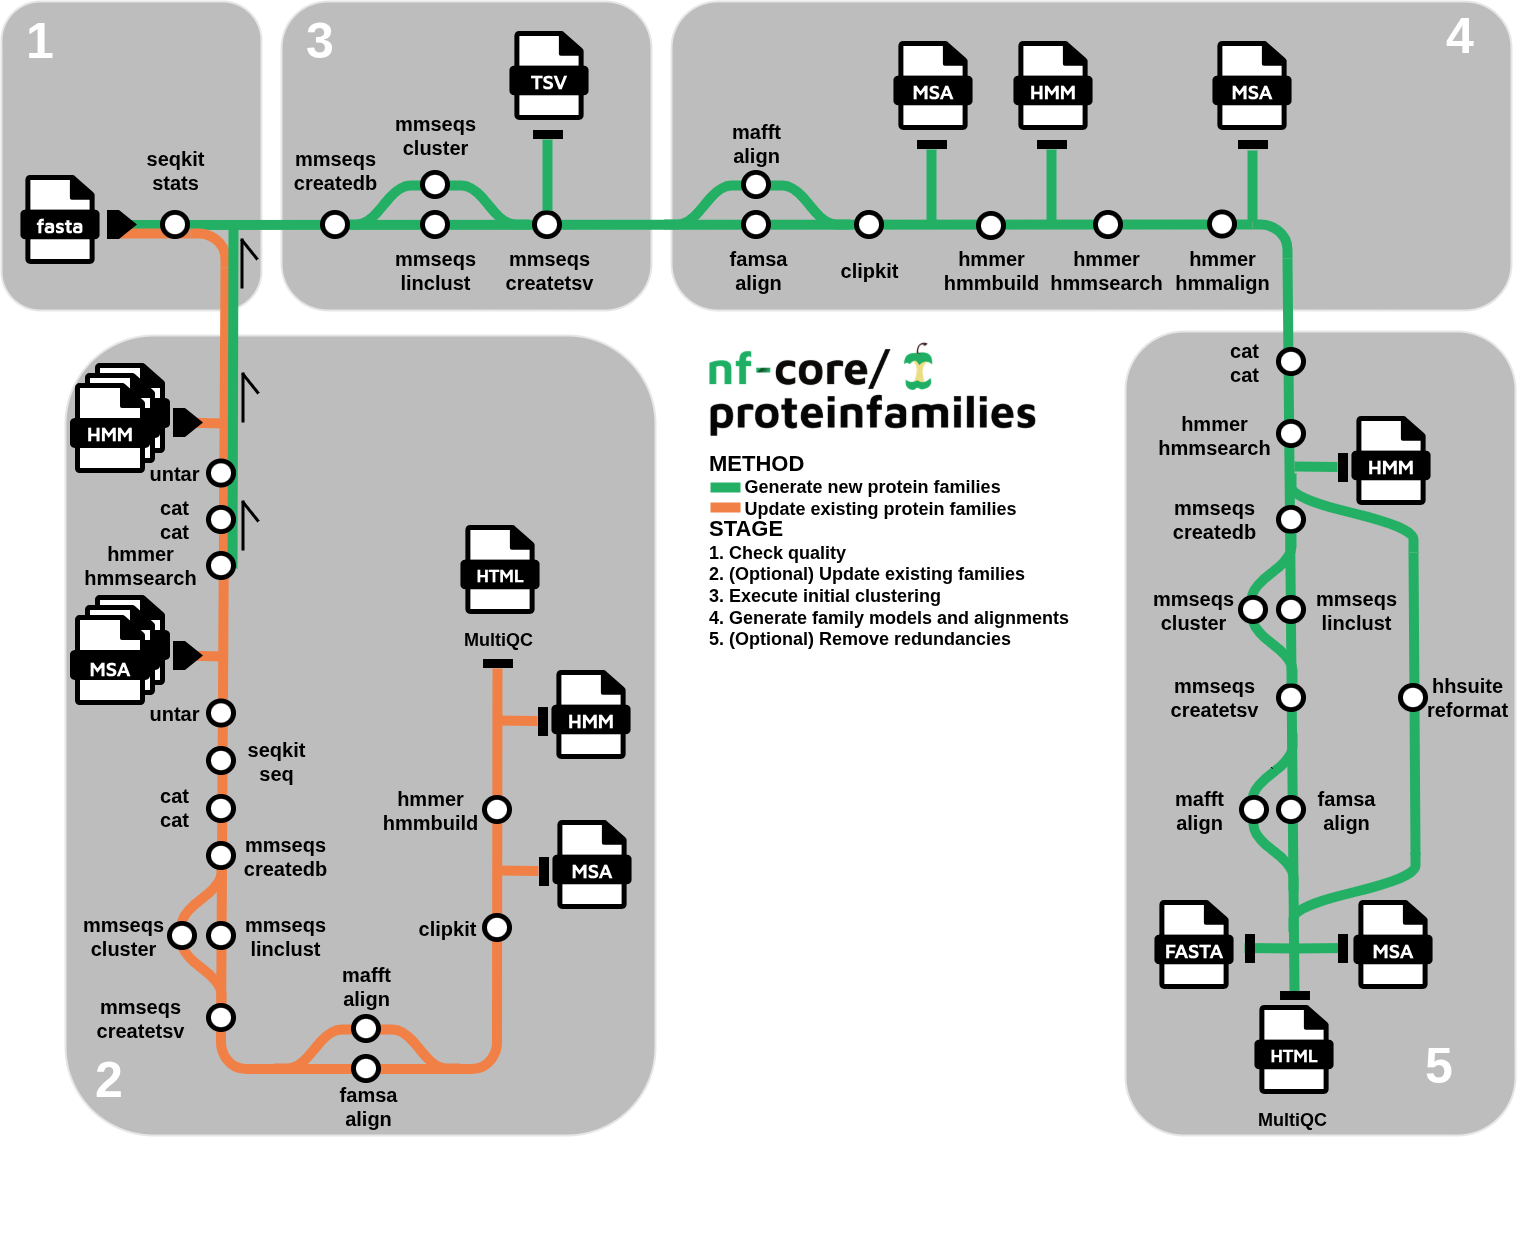 1
seqkit
stats
fasta
3
TSV
mmseqs
cluster
mmseqs
createdb
mmseqs
linclust
mmseqs
createtsv
4
MSA
HMM
MSA
mafft
align
famsa
align
clipkit
hmmer
hmmbuild
hmmer
hmmsearch
hmmer
hmmalign
nf-core/
proteinfamilies
METHOD
Generate new protein families
Update existing protein families
STAGE
1. Check quality
2. (Optional) Update existing families
3. Execute initial clustering
4. Generate family models and alignments
5. (Optional) Remove redundancies
HMM
untar
cat
cat
hmmer
hmmsearch
MSA
untar
seqkit
seq
cat
cat
mmseqs
createdb
mmseqs
cluster
mmseqs
linclust
mmseqs
createtsv
2
mafft
align
famsa
align
clipkit
MSA
hmmer
hmmbuild
HMM
HTML
MultiQC
cat
cat
hmmer
hmmsearch
HMM
mmseqs
createdb
mmseqs
cluster
mmseqs
linclust
mmseqs
createtsv
hhsuite
reformat
mafft
align
famsa
align
FASTA
MSA
HTML
MultiQC
5